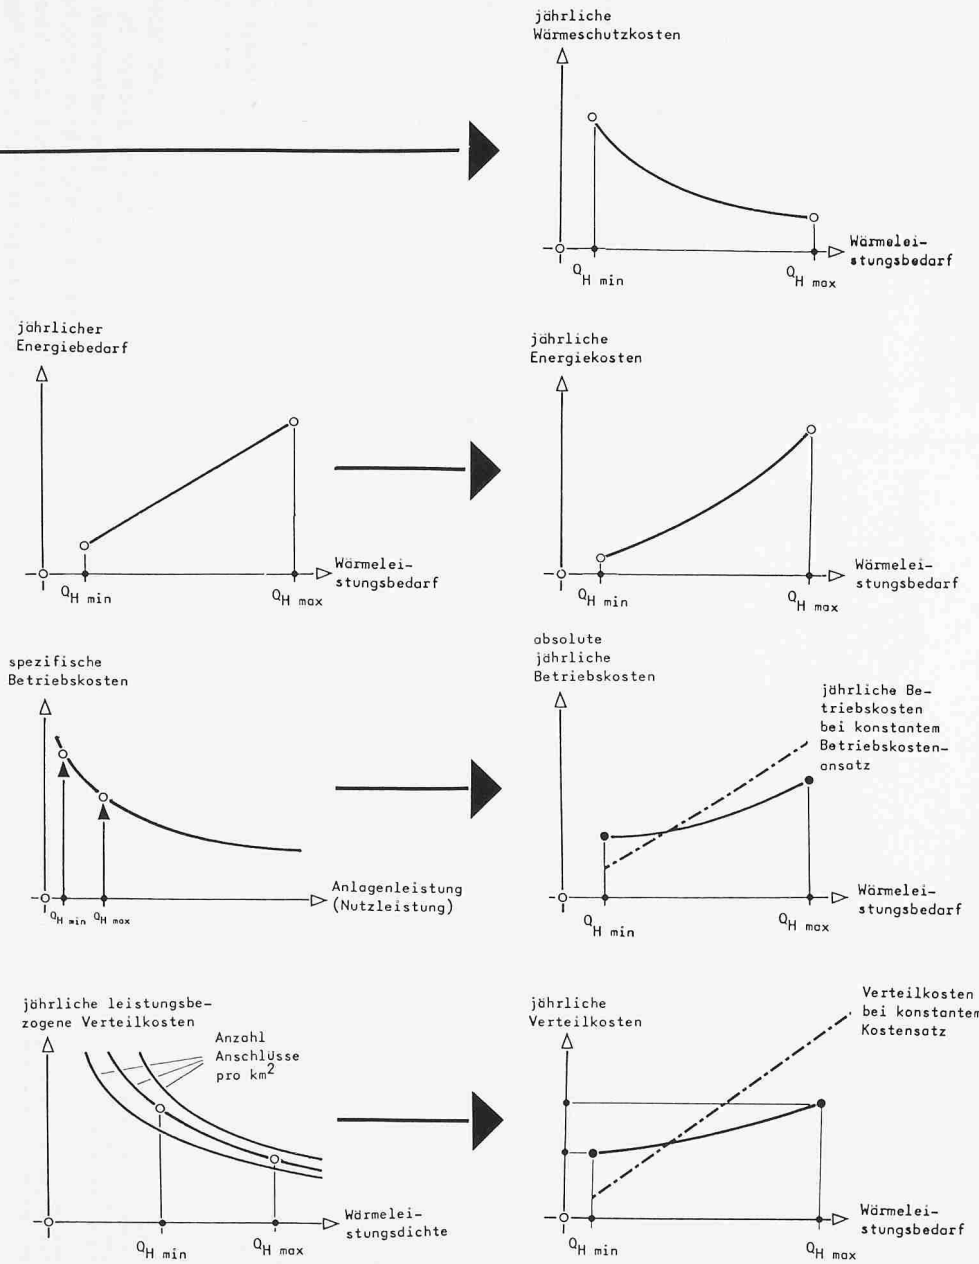 jährliche
Wärmeschutzkosten
Wärmelei-
stungsbedarf
Q H min
Q H max
jährlicher
Energiebedarf
Wärmelei-
stungsbedarf
Q H min
Q H max
jährliche
Energiekosten
Wärmelei-
stungsbedarf
Q H min
Q H max
spezifische
Betriebskosten
Anlagenleistung
(Nutzleistung)
Q H min
Q H max
absolute
jährliche
Betriebskosten
jährliche Be-
triebskosten
bei konstantem
Betriebskosten-
ansatz
Wärmelei-
stungsbedarf
Q H min
Q H max
jährliche leistungsbe-
zogene Verteilkosten
Anzahl
Anschlüsse
pro km²
Wärmelei-
stungsdichte
Q H min
Q H max
jährliche
Verteilkosten
Verteilkosten
bei konstantem
Kostensatz
Wärmelei-
stungsbedarf
Q H min
Q H max